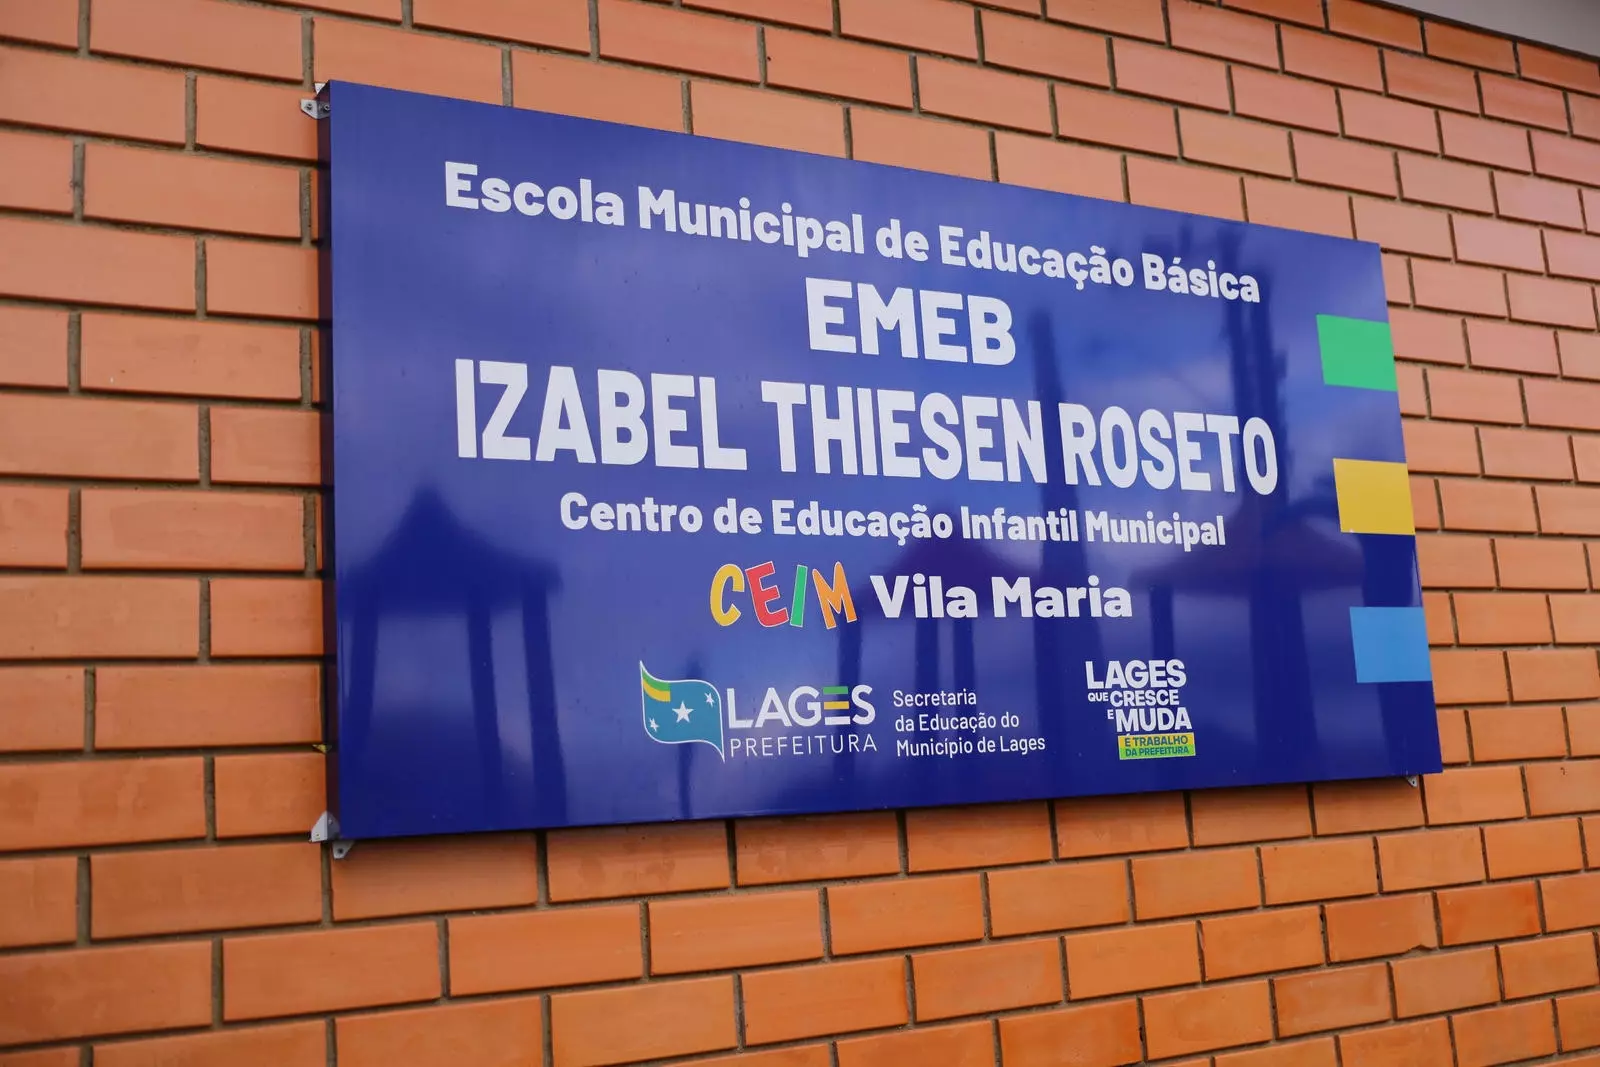 Escola Municipal de Educação Básica
EMEB
IZABEL THIESEN ROSETO
Centro de Educação Infantil Municipal
CEIM Vila Maria
LAGES
PREFEITURA
Secretaria
da Educação do
Município de Lages
LAGES
QUE CRESCE
E MUDA
É TRABALHO
DA PREFEITURA